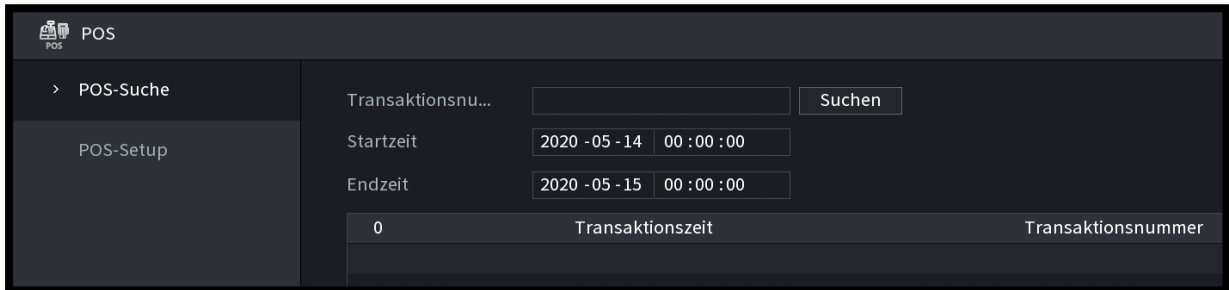 POS
POS
POS-Suche
POS-Setup
Transaktionsnu... Suchen
Startzeit 2020 -05 -14 00 :00 :00
Endzeit 2020 -05 -15 00 :00 :00
0 Transaktionszeit Transaktionsnummer